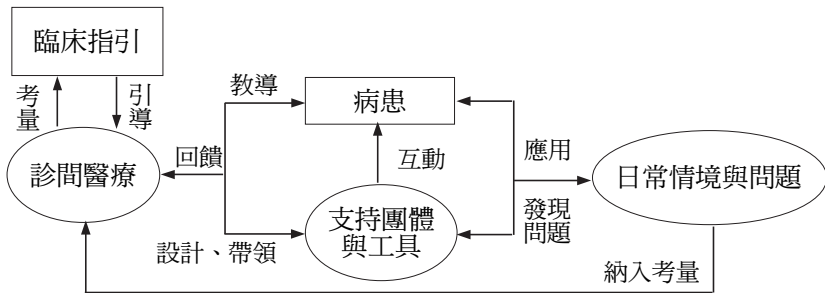 臨床指引
考量
引導
教導
病患
診間醫療
回饋
互動
應用
日常情境與問題
支持團體
與工具
設計、帶領
發現
問題
納入考量